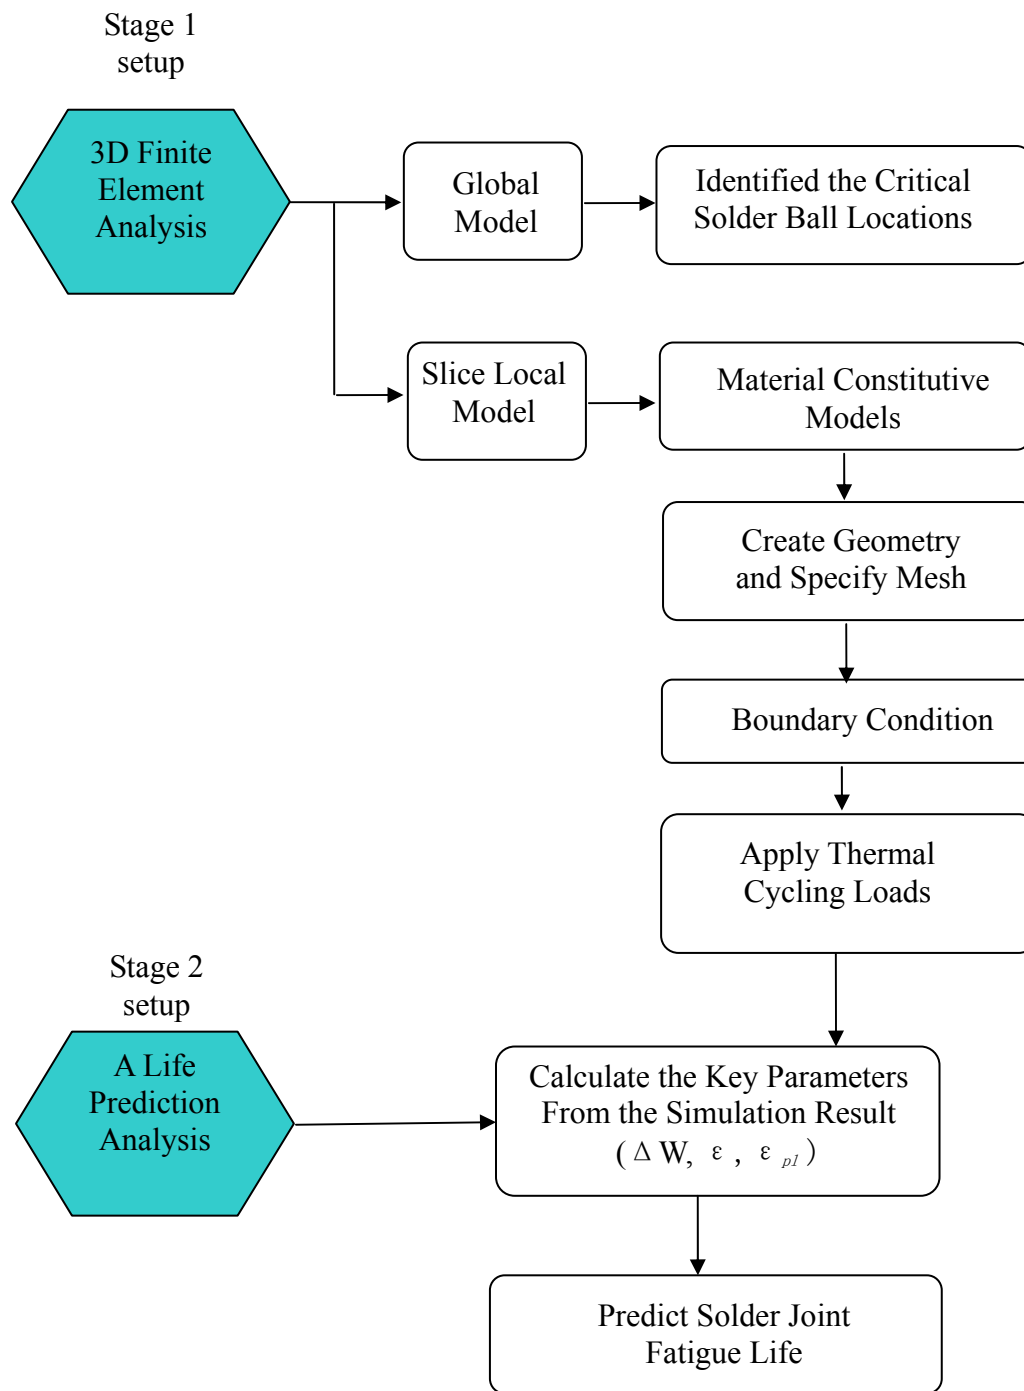 Stage 1
setup
3D Finite
Element
Analysis
Global
Model
Identified the Critical
Solder Ball Locations
Slice Local
Model
Material Constitutive
Models
Create Geometry
and Specify Mesh
Boundary Condition
Apply Thermal
Cycling Loads
Stage 2
setup
A Life
Prediction
Analysis
Calculate the Key Parameters
From the Simulation Result
( Δ W, ε , ε pl )
Predict Solder Joint
Fatigue Life